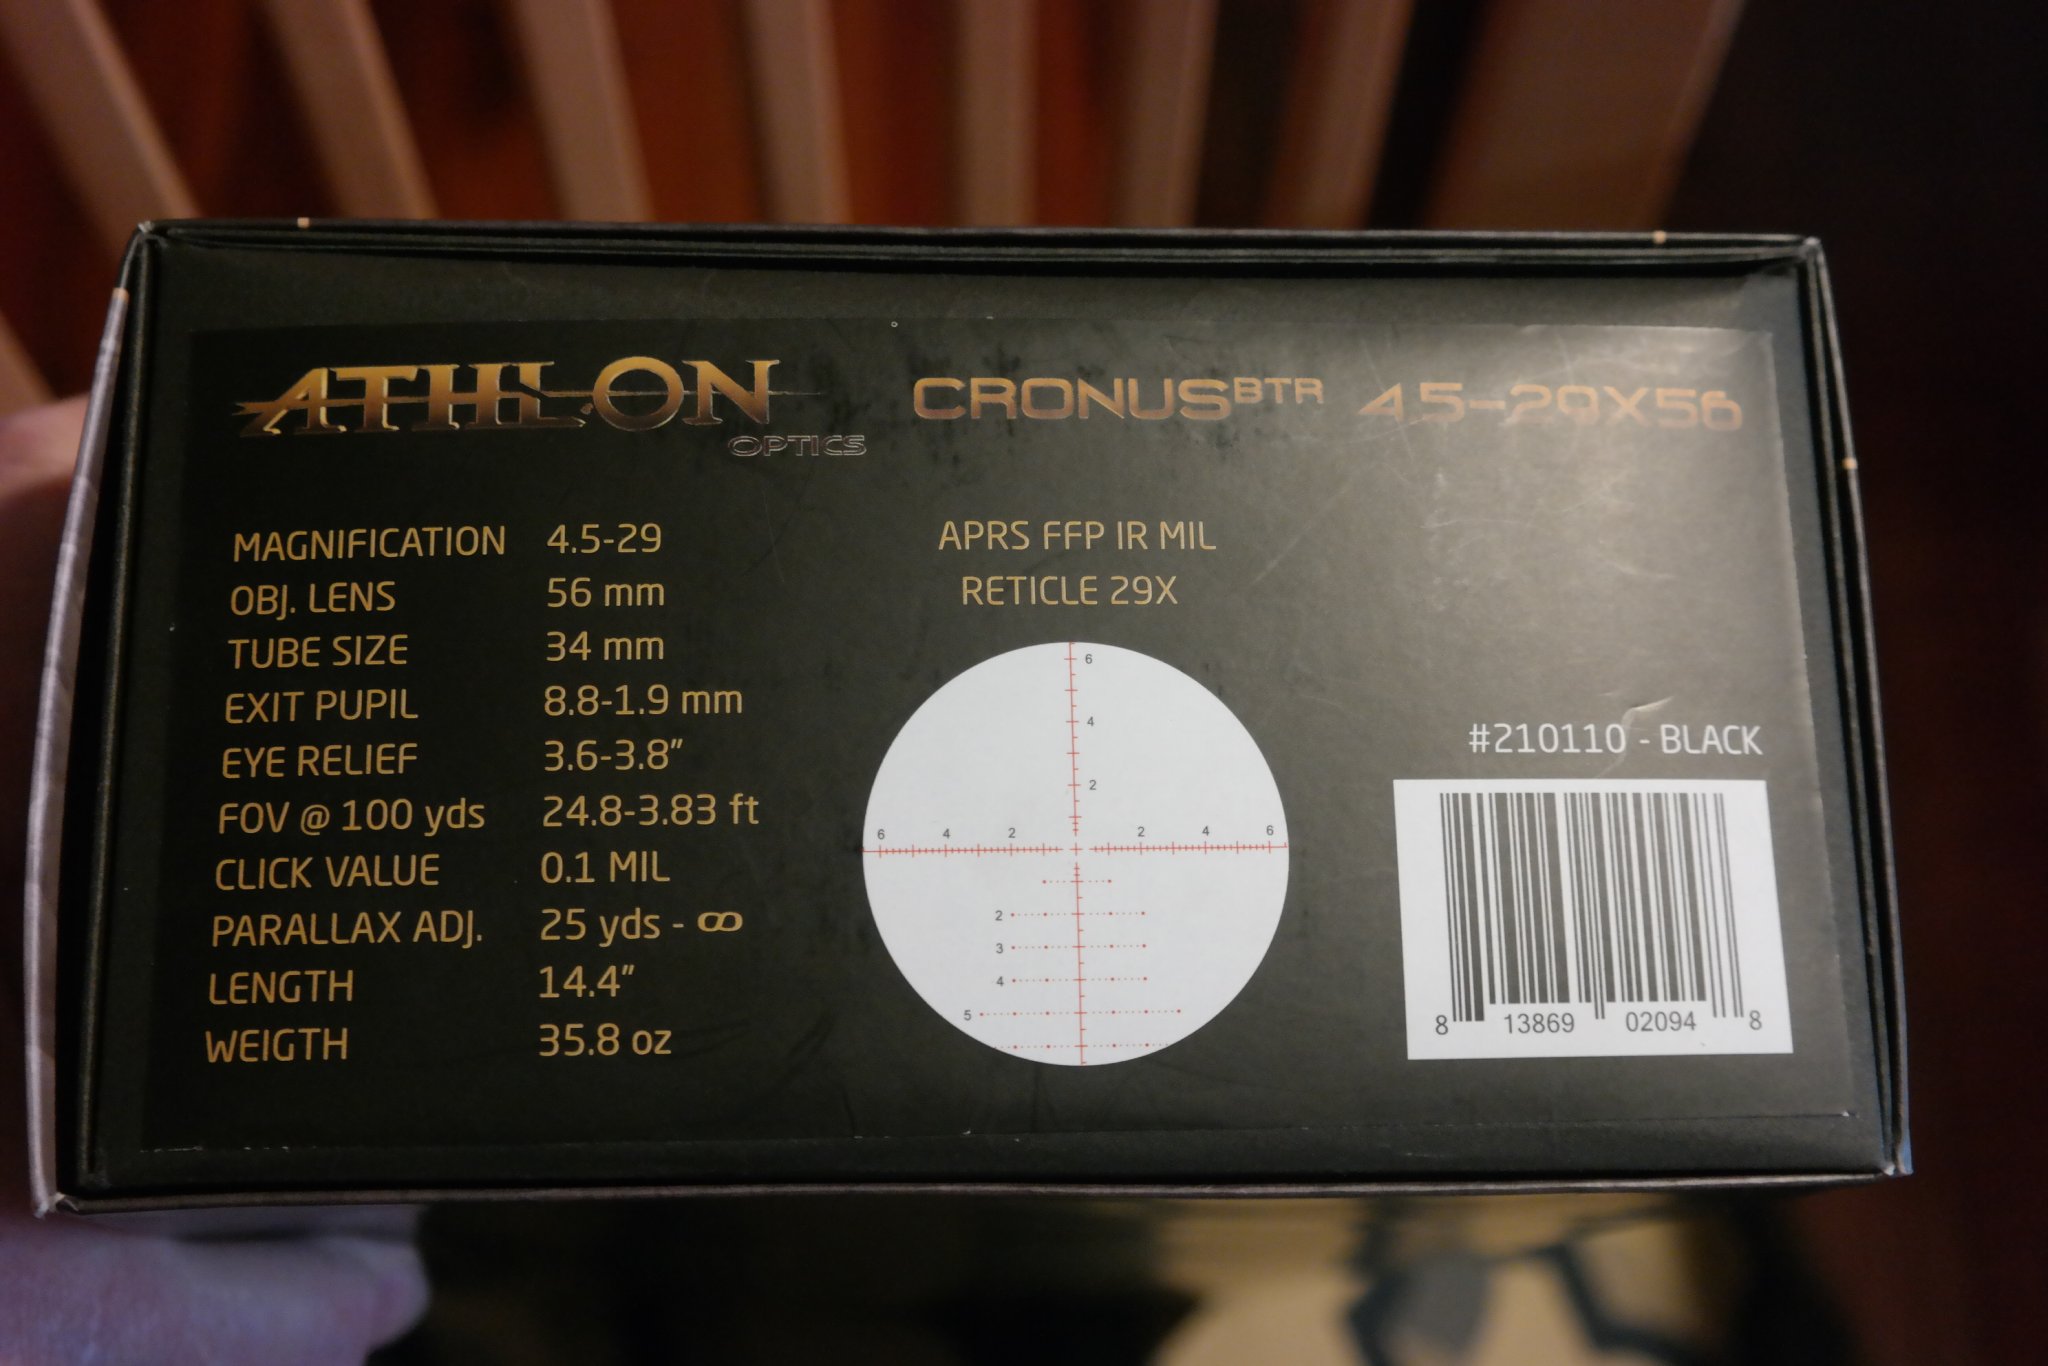 ATHLON
OPTICS
CRONUS BTR 4.5-29X56
MAGNIFICATION 4.5-29
OBJ. LENS 56 mm
TUBE SIZE 34 mm
EXIT PUPIL 8.8-1.9 mm
EYE RELIEF 3.6-3.8"
FOV @ 100 yds 24.8-3.83 ft
CLICK VALUE 0.1 MIL
PARALLAX ADJ. 25 yds - ∞
LENGTH 14.4"
WEIGTH 35.8 oz
APRS FFP IR MIL
RETICLE 29X
6
4
2
6 4 2 2 4 6
2
3
4
5
#210110 - BLACK
8 13869 02094 8